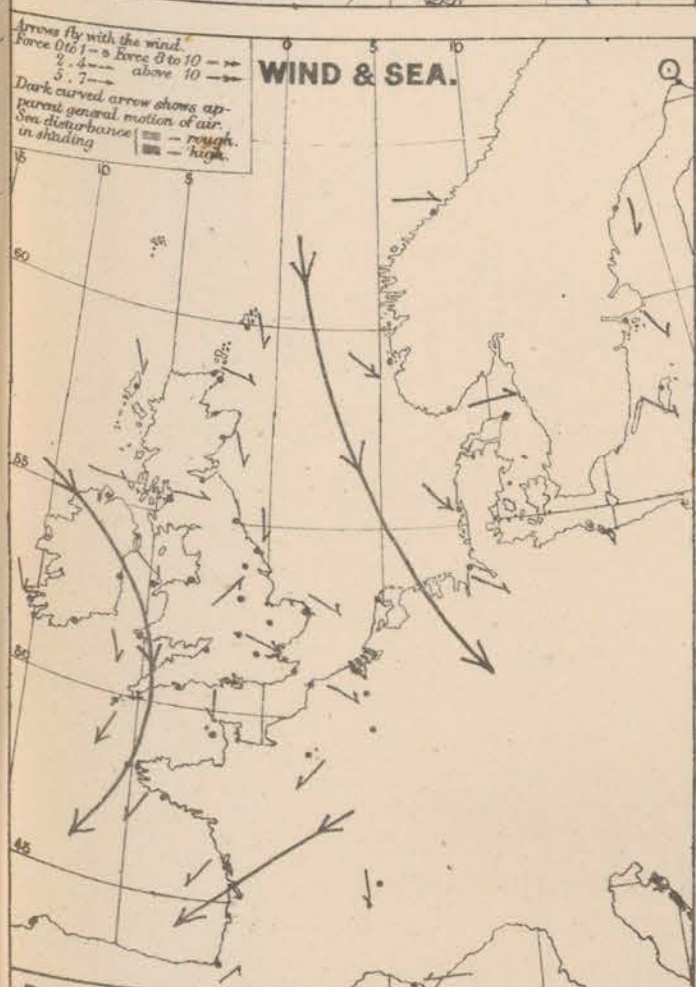 Arrows fly with the wind.
Force 0 to 1 — Force 8 to 10 —
2 . 4 — above 10 —
5 . 7 —
Dark curved arrow shows ap-
parent general motion of air.
Sea disturbance — rough.
in shading — high.
WIND & SEA.
0 5 10
15 10 5
60
55
50
45